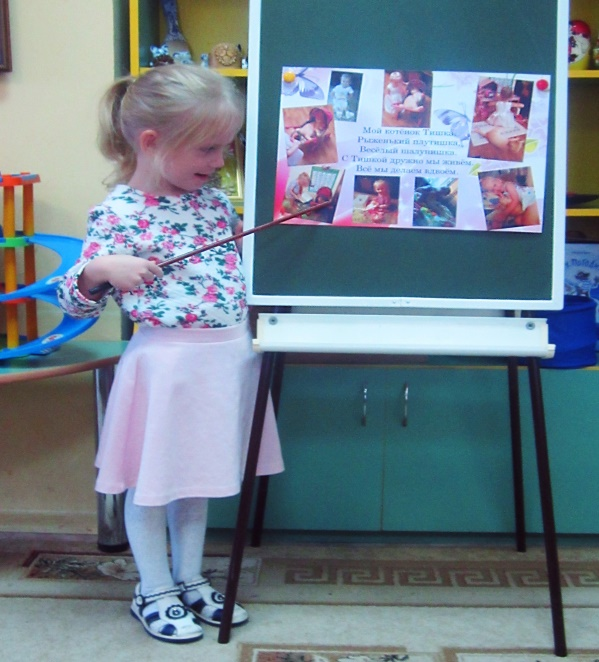 Мой котёнок Тишка,
Рыженький плутишка,
Весёлый шалунишка.
С Тишкой дружно мы живём
Всё мы делаем вдвоём.